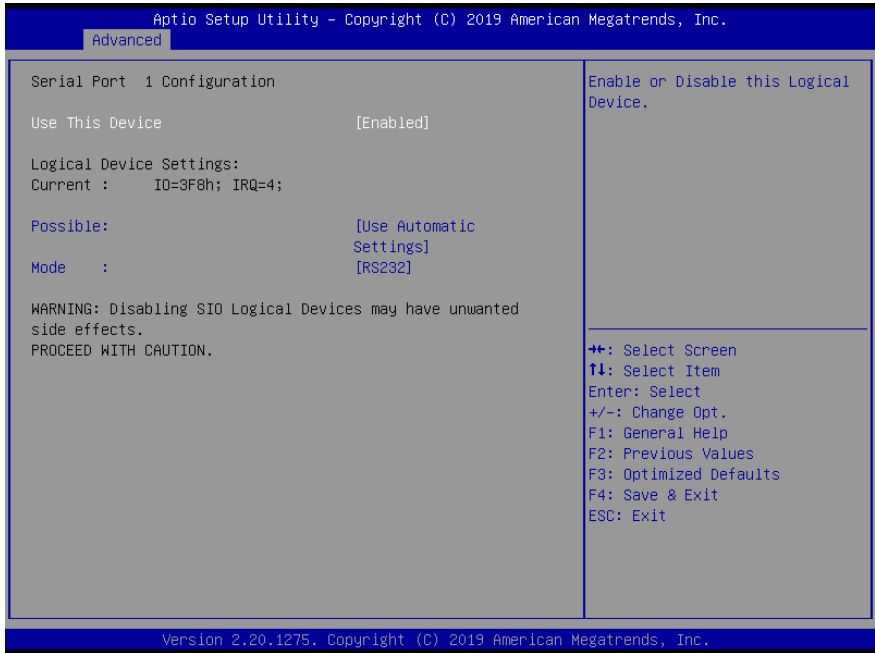 Aptio Setup Utility – Copyright (C) 2019 American Megatrends, Inc.
Advanced
Serial Port 1 Configuration
Use This Device [Enabled]
Logical Device Settings:
Current : IO=3F8h; IRQ=4;
Possible: [Use Automatic
Settings]
Mode : [RS232]
WARNING: Disabling SIO Logical Devices may have unwanted
side effects.
PROCEED WITH CAUTION.
Enable or Disable this Logical
Device.
→←: Select Screen
↑↓: Select Item
Enter: Select
+/-: Change Opt.
F1: General Help
F2: Previous Values
F3: Optimized Defaults
F4: Save & Exit
ESC: Exit
Version 2.20.1275. Copyright (C) 2019 American Megatrends, Inc.